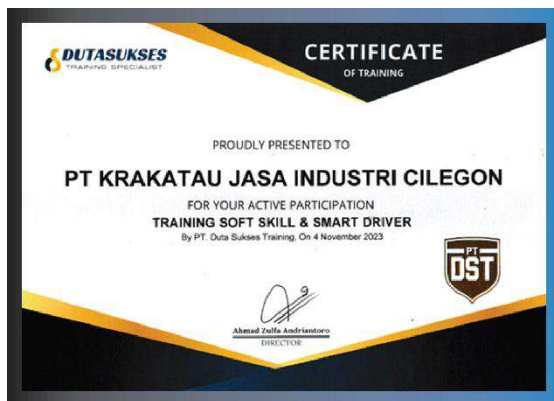 DUTASUKSES
TRAINING SPECIALIST
CERTIFICATE
OF TRAINING
PROUDLY PRESENTED TO
PT KRAKATAU JASA INDUSTRI CILEGON
FOR YOUR ACTIVE PARTICIPATION
TRAINING SOFT SKILL & SMART DRIVER
By PT. Duta Sukses Training, On 4 November 2023
PT
DST
Ahmad Zulfa Andriantoro
DIRECTOR